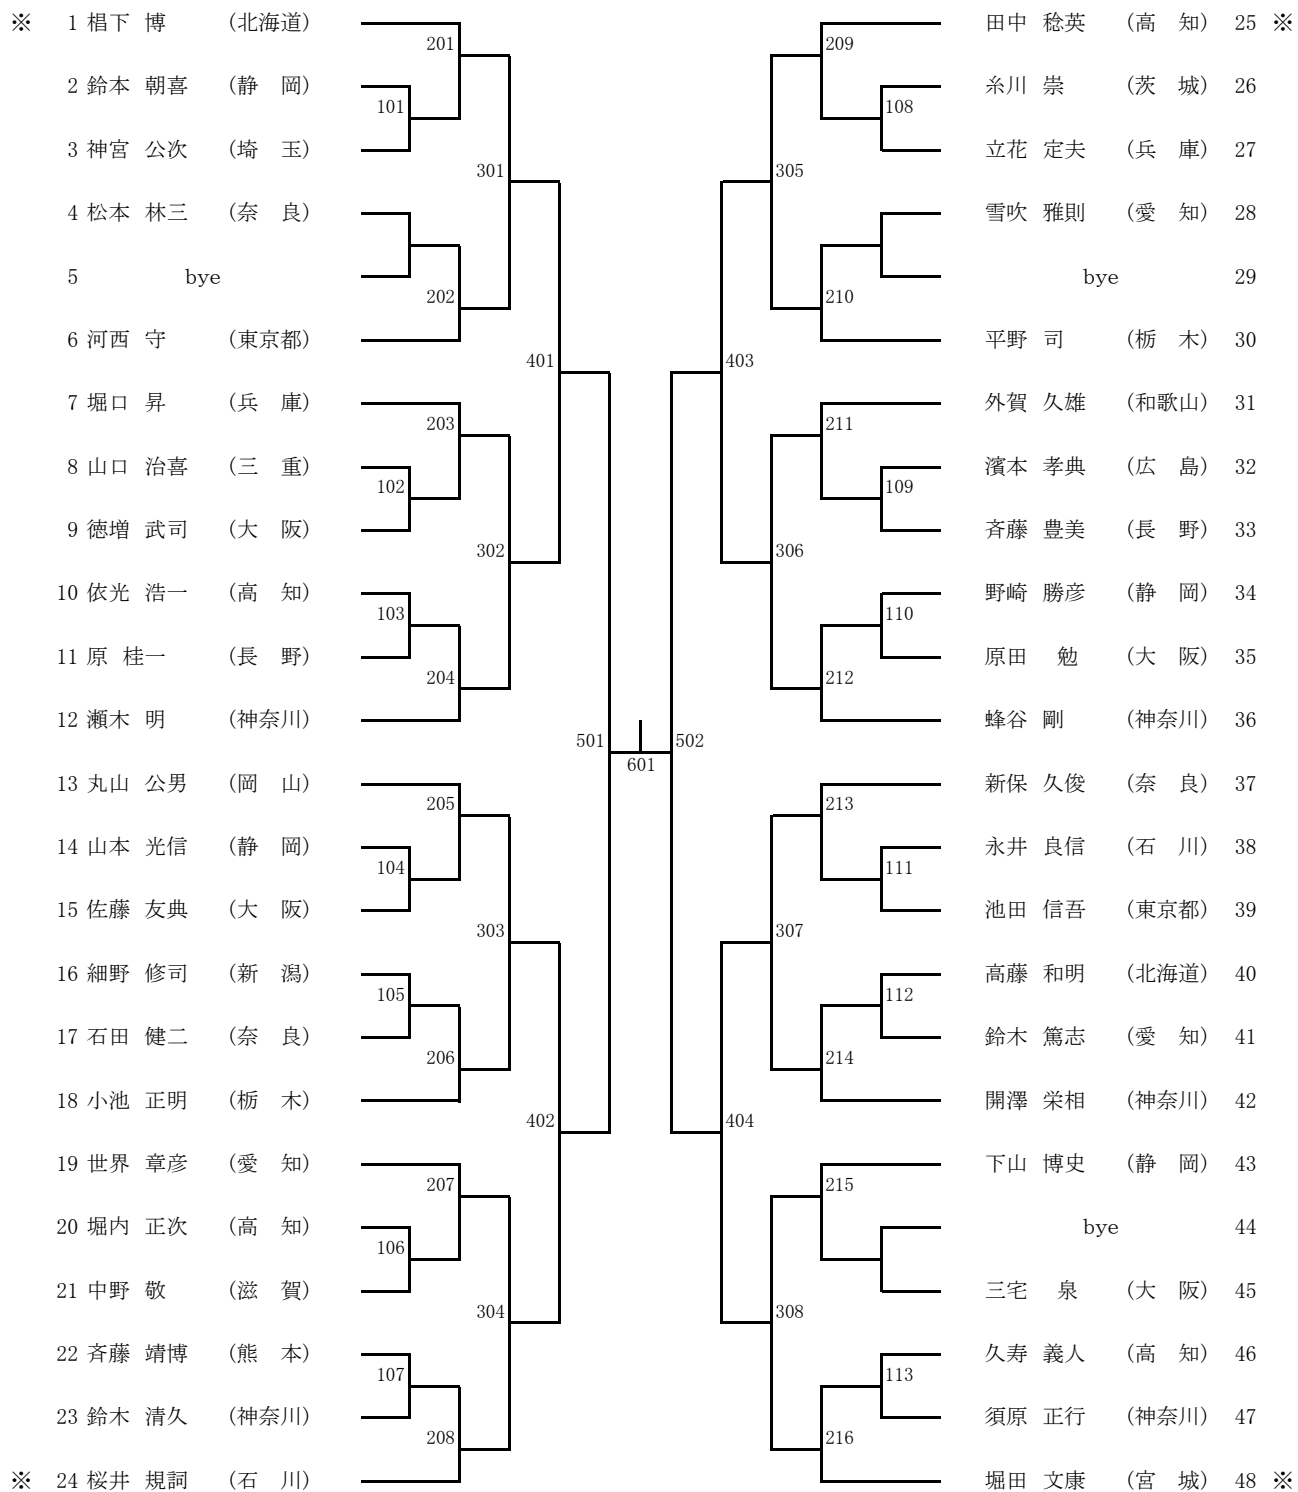 ※ 1 椙下 博 (北海道)
201
2 鈴本 朝喜 (静 岡)
101
3 神宮 公次 (埼 玉)
301
4 松本 林三 (奈 良)
5 bye
202
6 河西 守 (東京都)
401
7 堀口 昇 (兵 庫)
203
8 山口 治喜 (三 重)
102
9 徳増 武司 (大 阪)
302
10 依光 浩一 (高 知)
103
11 原 桂一 (長 野)
204
12 瀬木 明 (神奈川)
501
13 丸山 公男 (岡 山)
205
14 山本 光信 (静 岡)
104
15 佐藤 友典 (大 阪)
303
16 細野 修司 (新 潟)
105
17 石田 健二 (奈 良)
206
18 小池 正明 (栃 木)
402
19 世界 章彦 (愛 知)
207
20 堀内 正次 (高 知)
106
21 中野 敬 (滋 賀)
304
22 斉藤 靖博 (熊 本)
107
23 鈴木 清久 (神奈川)
208
※ 24 桜井 規詞 (石 川)
601
田中 稔英 (高 知) 25 ※
209
糸川 崇 (茨 城) 26
108
立花 定夫 (兵 庫) 27
305
雪吹 雅則 (愛 知) 28
bye 29
210
平野 司 (栃 木) 30
403
外賀 久雄 (和歌山) 31
211
濱本 孝典 (広 島) 32
109
斉藤 豊美 (長 野) 33
306
野崎 勝彦 (静 岡) 34
110
原田 勉 (大 阪) 35
212
蜂谷 剛 (神奈川) 36
502
新保 久俊 (奈 良) 37
213
永井 良信 (石 川) 38
111
池田 信吾 (東京都) 39
307
高藤 和明 (北海道) 40
112
鈴木 篤志 (愛 知) 41
214
開澤 栄相 (神奈川) 42
404
下山 博史 (静 岡) 43
215
bye 44
三宅 泉 (大 阪) 45
308
久寿 義人 (高 知) 46
113
須原 正行 (神奈川) 47
216
堀田 文康 (宮 城) 48 ※